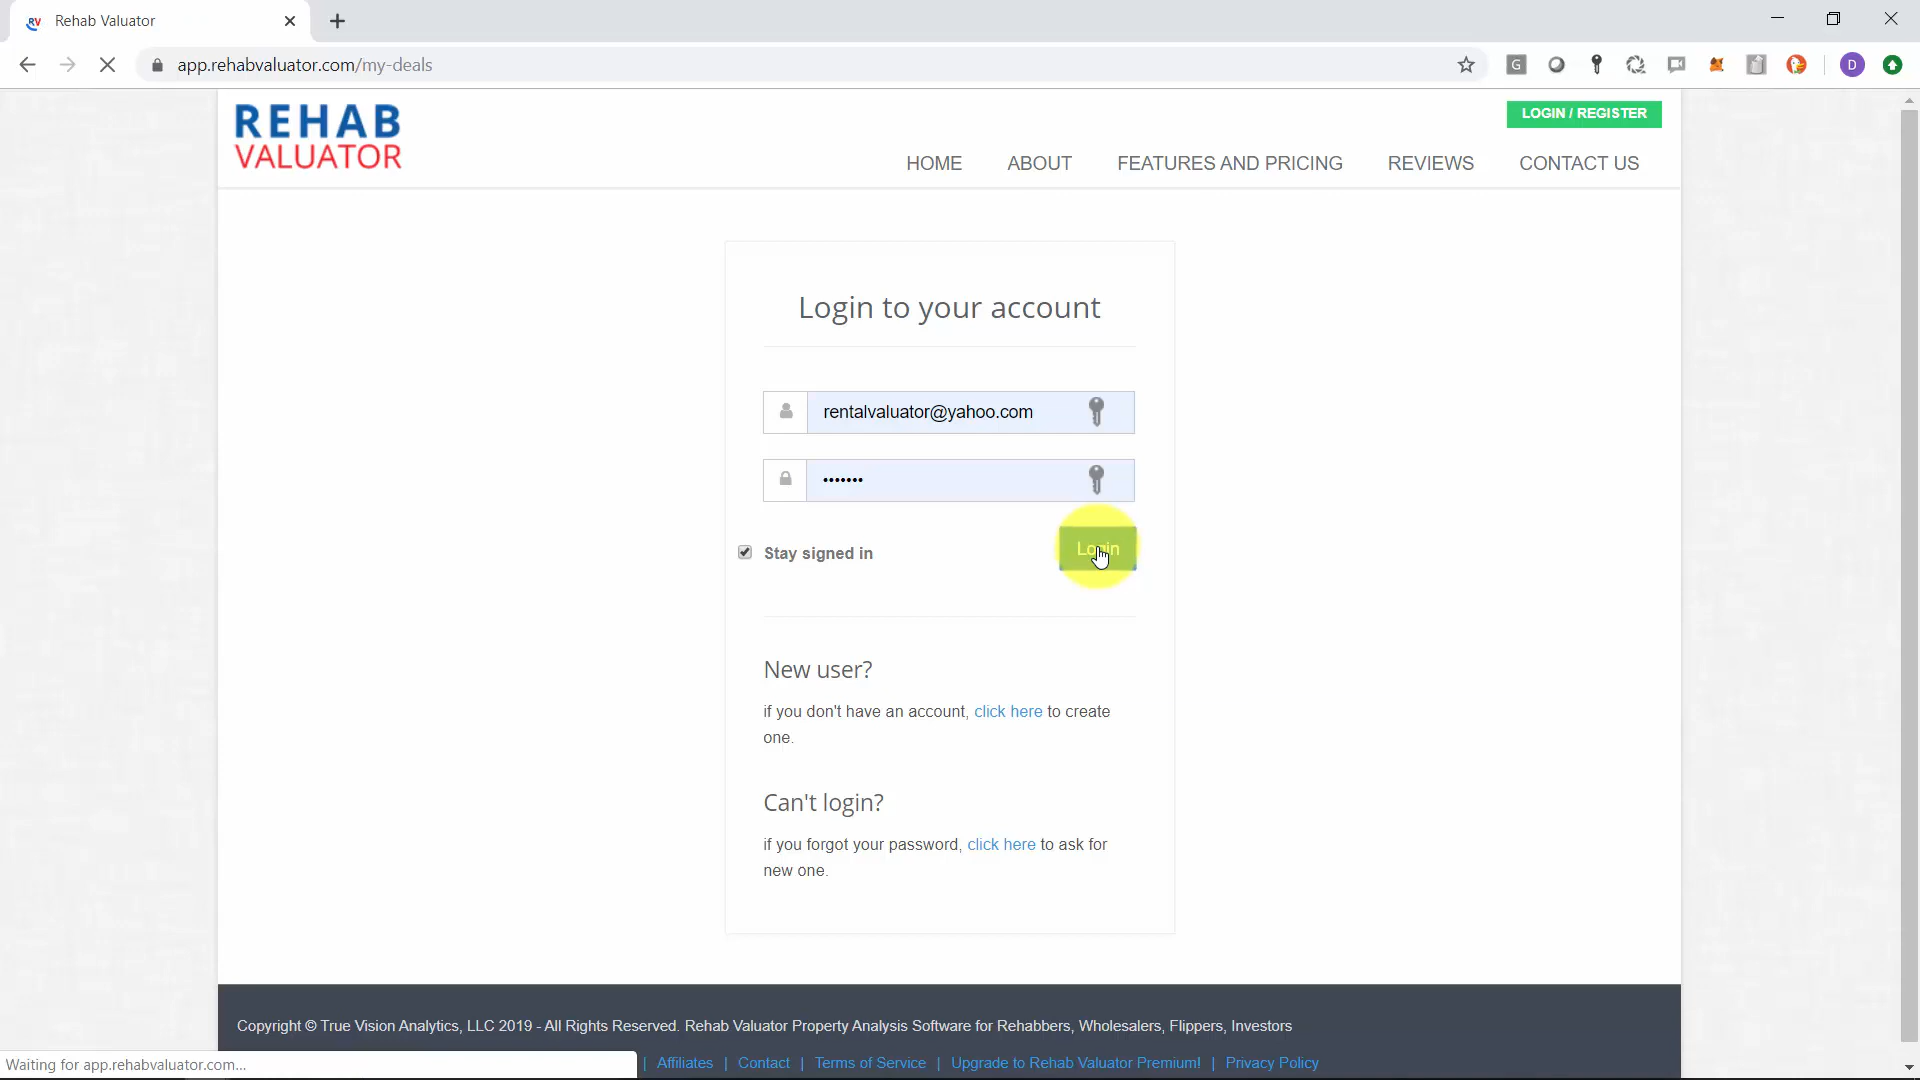 Rehab Valuator
app.rehabvaluator.com/my-deals
G
D
REHAB
VALUATOR
LOGIN / REGISTER
HOME ABOUT FEATURES AND PRICING REVIEWS CONTACT US
Login to your account
rentalvaluator@yahoo.com
•••••••
Stay signed in
Login
New user?
if you don't have an account, click here to create
one.
Can't login?
if you forgot your password, click here to ask for
new one.
Copyright © True Vision Analytics, LLC 2019 - All Rights Reserved. Rehab Valuator Property Analysis Software for Rehabbers, Wholesalers, Flippers, Investors
| Affiliates | Contact | Terms of Service | Upgrade to Rehab Valuator Premium! | Privacy Policy
Waiting for app.rehabvaluator.com...